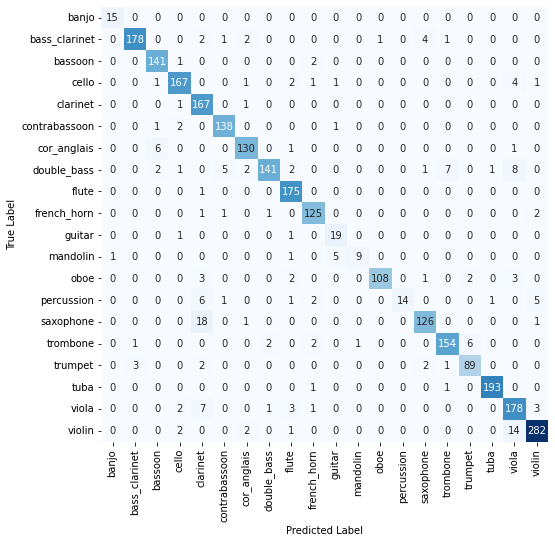 banjo 15 0 0 0 0 0 0 0 0 0 0 0 0 0 0 0 0 0 0 0
bass_clarinet 0 178 0 0 2 1 2 0 0 0 0 0 1 0 4 1 0 0 0 0
bassoon 0 0 141 1 0 0 0 0 0 2 0 0 0 0 0 0 0 0 0 0
cello 0 0 1 167 0 0 1 0 2 1 1 0 0 0 0 0 0 0 4 1
clarinet 0 0 0 1 167 0 1 0 0 0 0 0 0 0 0 0 0 0 0 0
contrabassoon 0 0 1 2 0 138 0 0 0 0 1 0 0 0 0 0 0 0 0 0
cor_anglais 0 0 6 0 0 0 130 0 1 0 0 0 0 0 0 0 0 0 1 0
double_bass 0 0 2 1 0 5 2 141 2 0 0 0 0 0 1 7 0 1 8 0
flute 0 0 0 0 1 0 0 0 175 0 0 0 0 0 0 0 0 0 0 0
french_horn 0 0 0 0 1 1 0 1 0 125 0 0 0 0 0 0 0 0 0 2
guitar 0 0 0 1 0 0 0 0 1 0 19 0 0 0 0 0 0 0 0 0
mandolin 1 0 0 0 0 0 0 0 1 0 5 9 0 0 0 0 0 0 0 0
oboe 0 0 0 0 3 0 0 0 2 0 0 0 108 0 1 0 2 0 3 0
percussion 0 0 0 0 6 1 0 0 1 2 0 0 0 14 0 0 0 0 1 5
saxophone 0 0 0 0 18 0 1 0 0 0 0 0 0 0 126 0 0 0 0 1
trombone 0 1 0 0 0 0 0 2 0 2 0 1 0 0 0 154 6 0 0 0
trumpet 0 3 0 0 2 0 0 0 0 0 0 0 0 0 2 1 89 0 0 0
tuba 0 0 0 0 0 0 0 0 0 1 0 0 0 0 0 1 0 193 0 0
viola 0 0 0 2 7 0 0 1 3 1 0 0 0 0 0 0 0 0 178 3
violin 0 0 0 2 0 0 2 0 1 0 0 0 0 0 0 0 0 0 14 282
True Label
banjo bass_clarinet bassoon cello clarinet contrabassoon cor_anglais double_bass flute french_horn guitar mandolin oboe percussion saxophone trombone trumpet tuba viola violin
Predicted Label